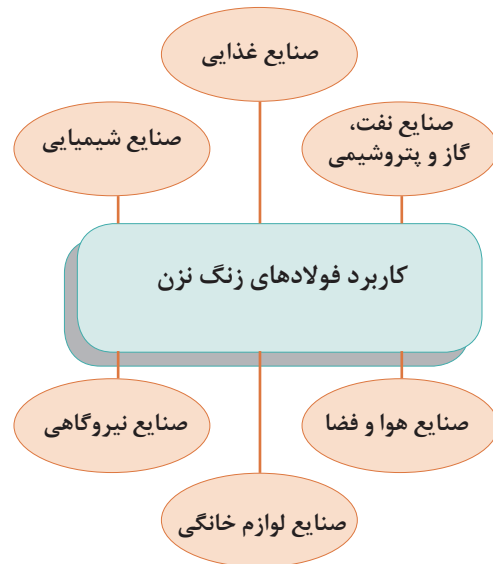 صنایع غذایی
صنایع نفت،
گاز و پتروشیمی
صنایع شیمیایی
کاربرد فولادهای زنگ نزن
صنایع هوا و فضا
صنایع نیروگاهی
صنایع لوازم خانگی